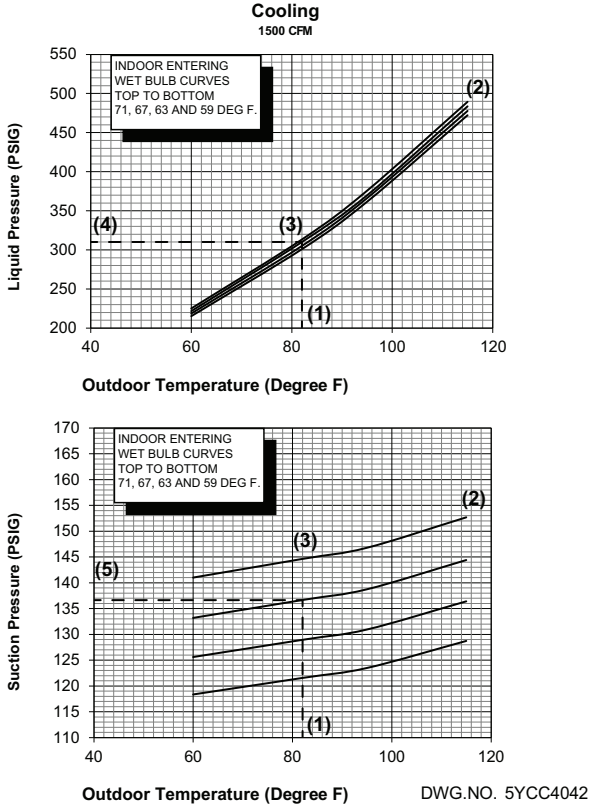 Cooling
1500 CFM
550
500
450
400
350
300
250
200
Liquid Pressure (PSIG)
INDOOR ENTERING
WET BULB CURVES
TOP TO BOTTOM
71, 67, 63 AND 59 DEG F.
(2)
(4)
(3)
(1)
40
60
80
100
120
Outdoor Temperature (Degree F)
170
165
160
155
150
145
140
135
130
125
120
115
110
Suction Pressure (PSIG)
INDOOR ENTERING
WET BULB CURVES
TOP TO BOTTOM
71, 67, 63 AND 59 DEG F.
(2)
(3)
(5)
(1)
40
60
80
100
120
Outdoor Temperature (Degree F)
DWG.NO. 5YCC4042